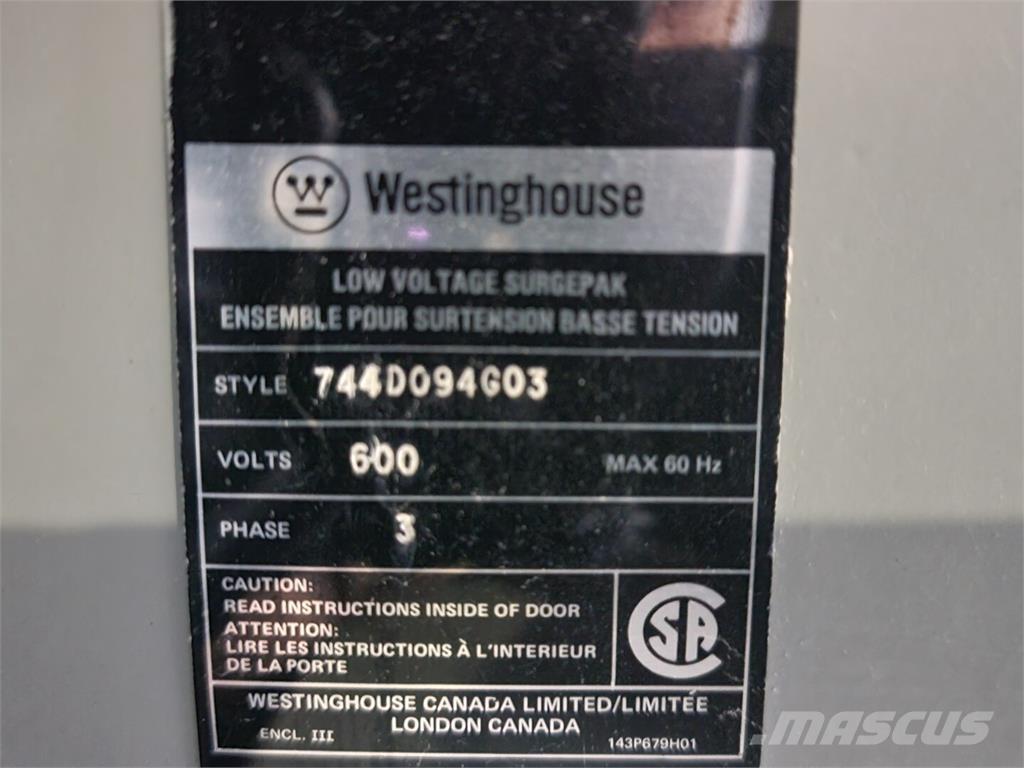 W Westinghouse
LOW VOLTAGE SURGEPAK
ENSEMBLE POUR SURTENSION BASSE TENSION
STYLE 744D094G03
VOLTS 600 MAX 60 Hz
PHASE 3
CAUTION:
READ INSTRUCTIONS INSIDE OF DOOR
ATTENTION:
LIRE LES INSTRUCTIONS À L'INTERIEUR
DE LA PORTE
CSA
WESTINGHOUSE CANADA LIMITED/LIMITÉE
LONDON CANADA
ENCL. III 143P679H01
MASCUS